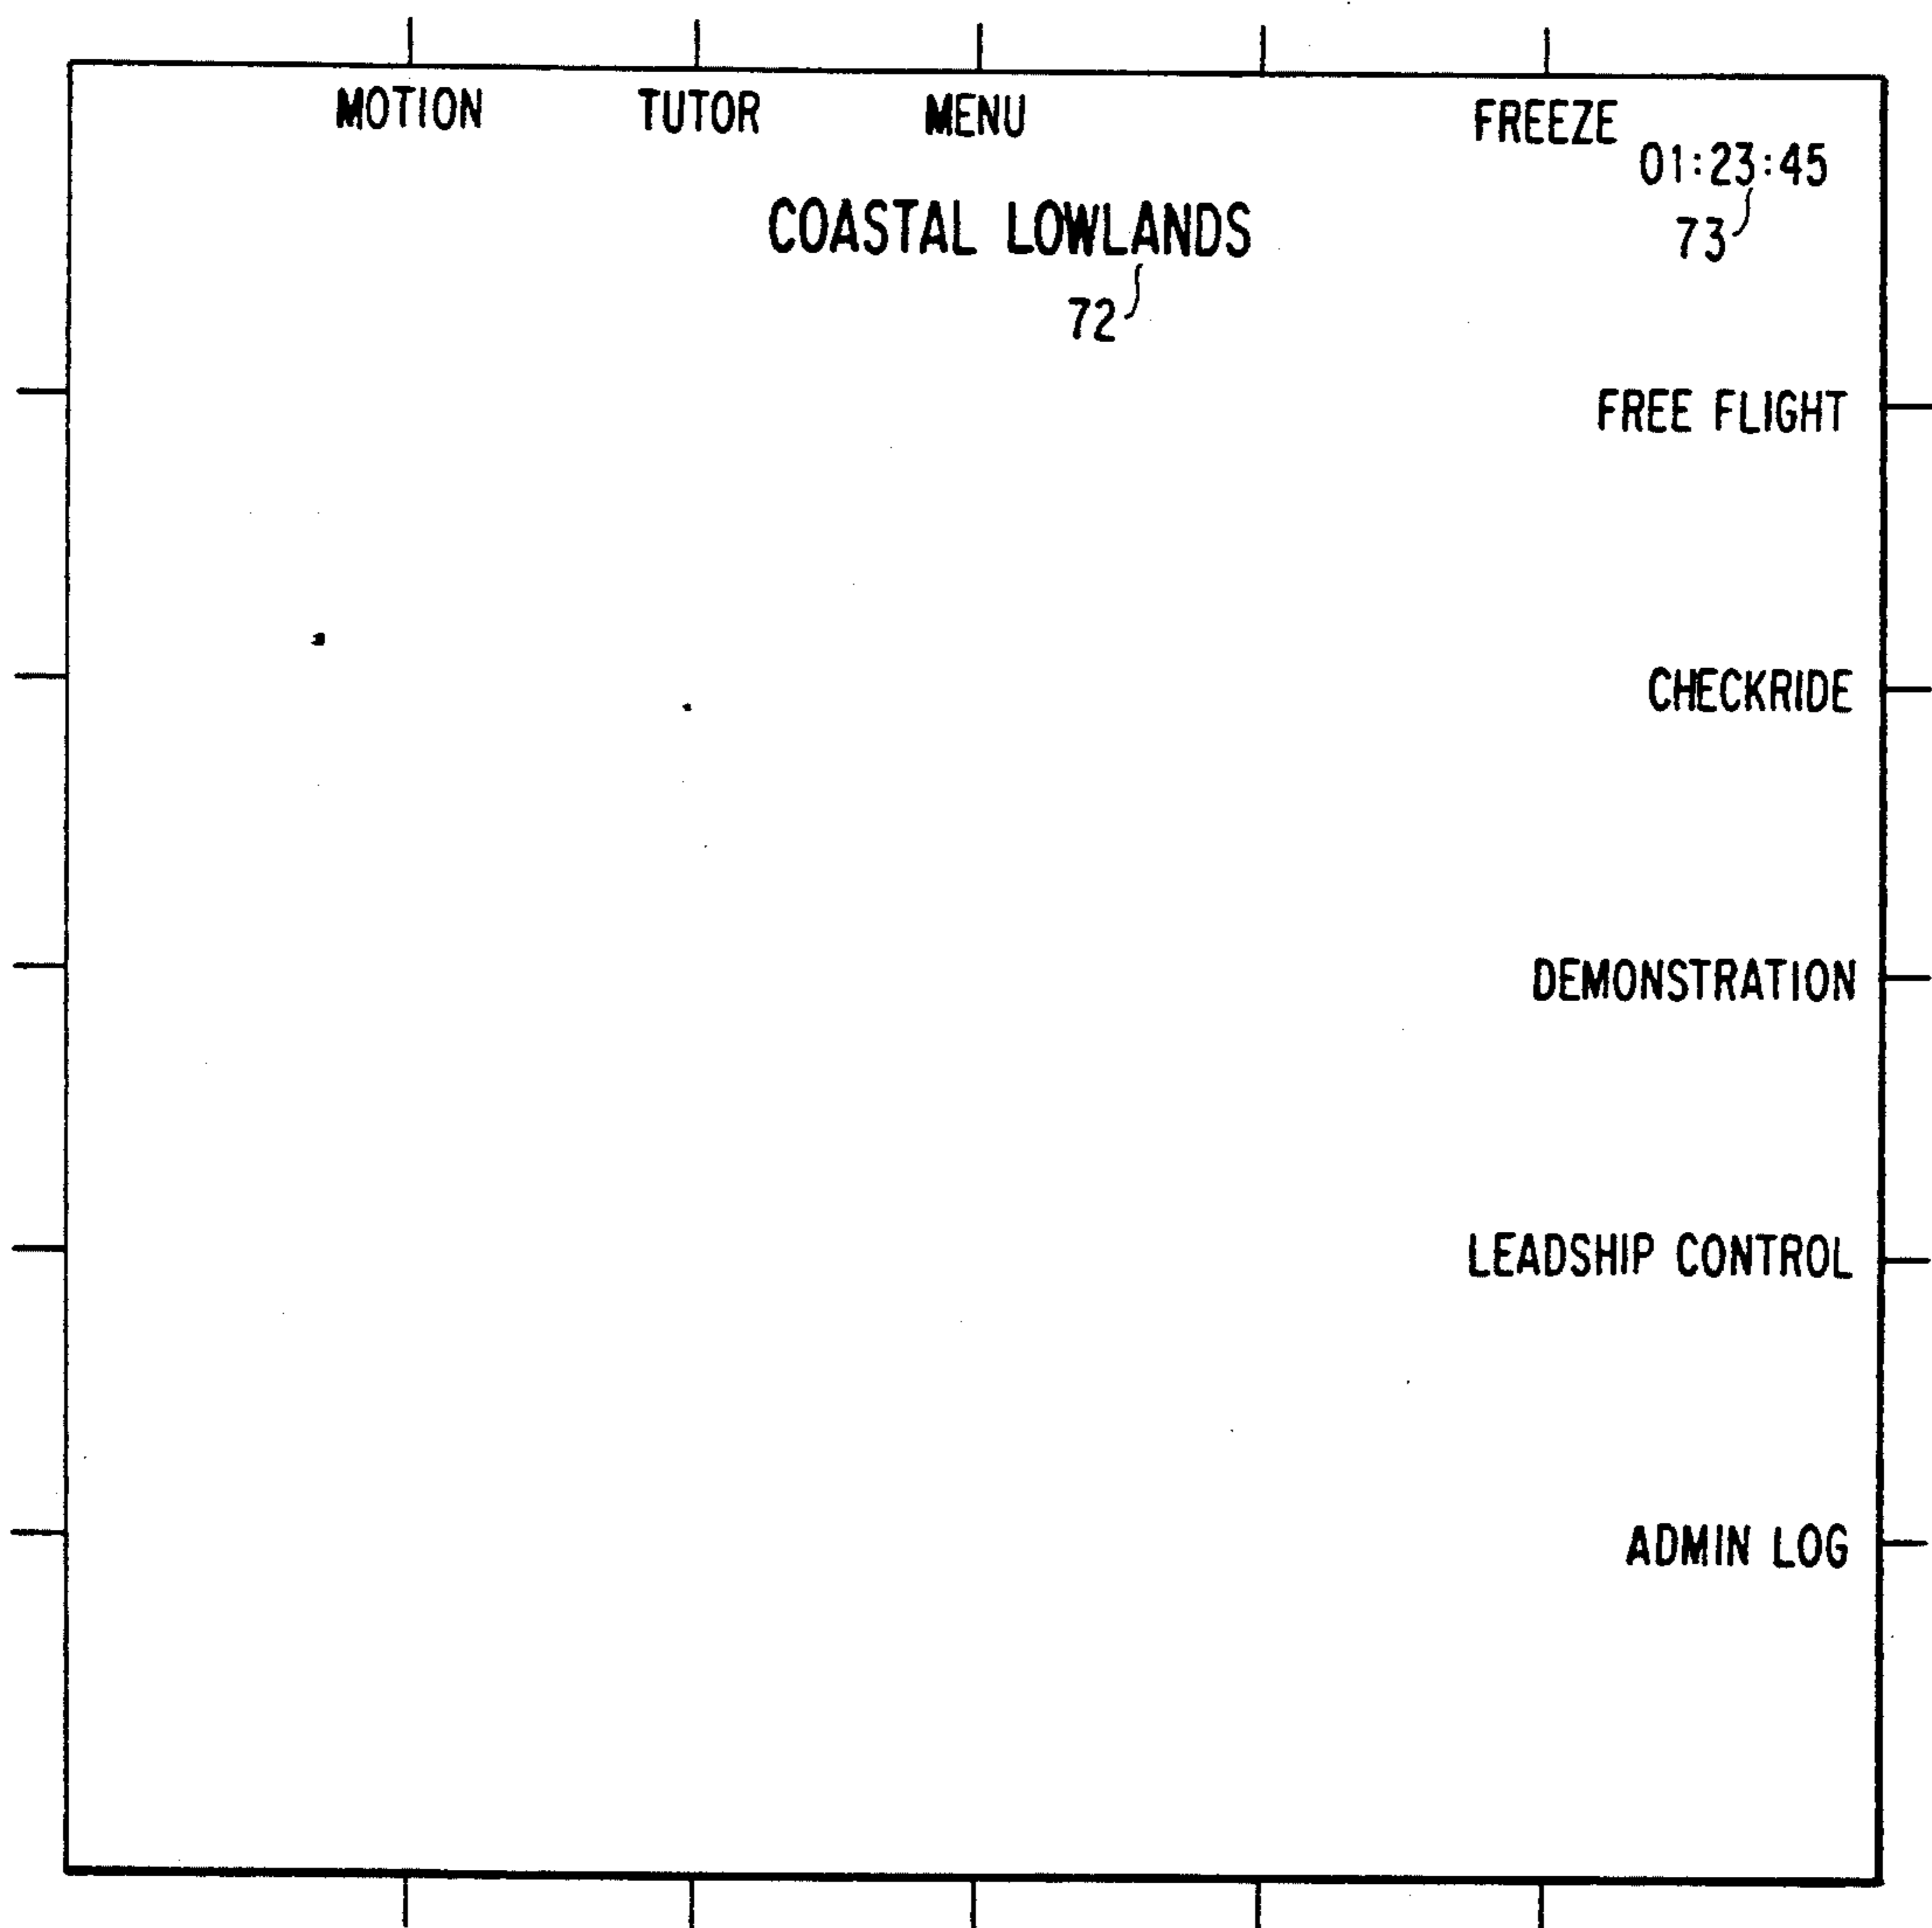 MOTION TUTOR MENU FREEZE
01:23:45
73
COASTAL LOWLANDS
72
FREE FLIGHT
CHECKRIDE
DEMONSTRATION
LEADSHIP CONTROL
ADMIN LOG